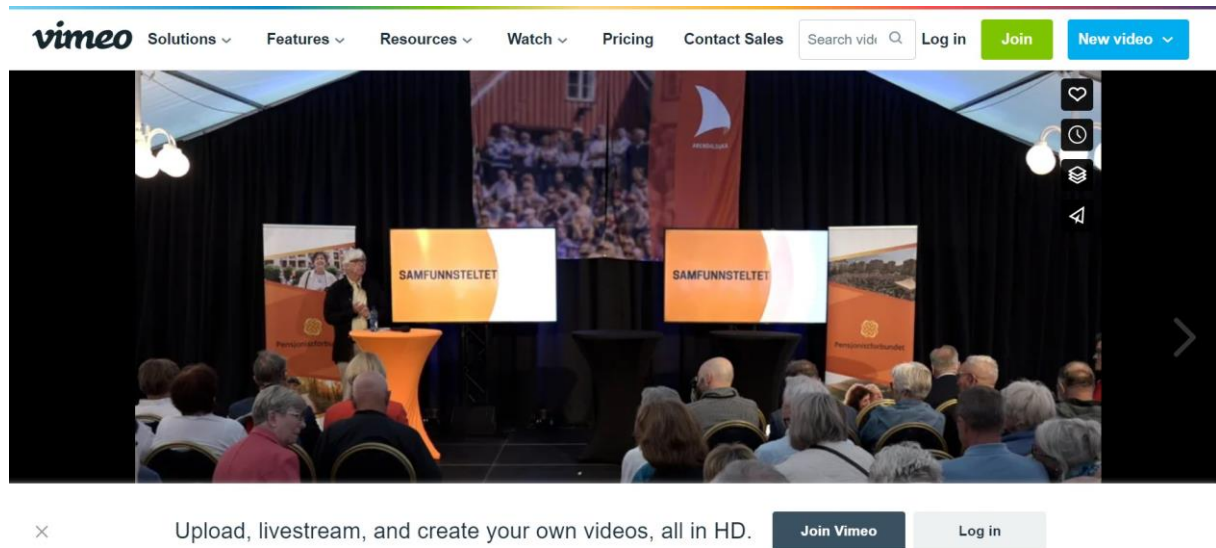 vimeo Solutions Features Resources Watch Pricing Contact Sales Search vide Log in Join New video
SAMFUNNSTELTET SAMFUNNSTELTET
Pensjonistforbundet
Upload, livestream, and create your own videos, all in HD. Join Vimeo Log in